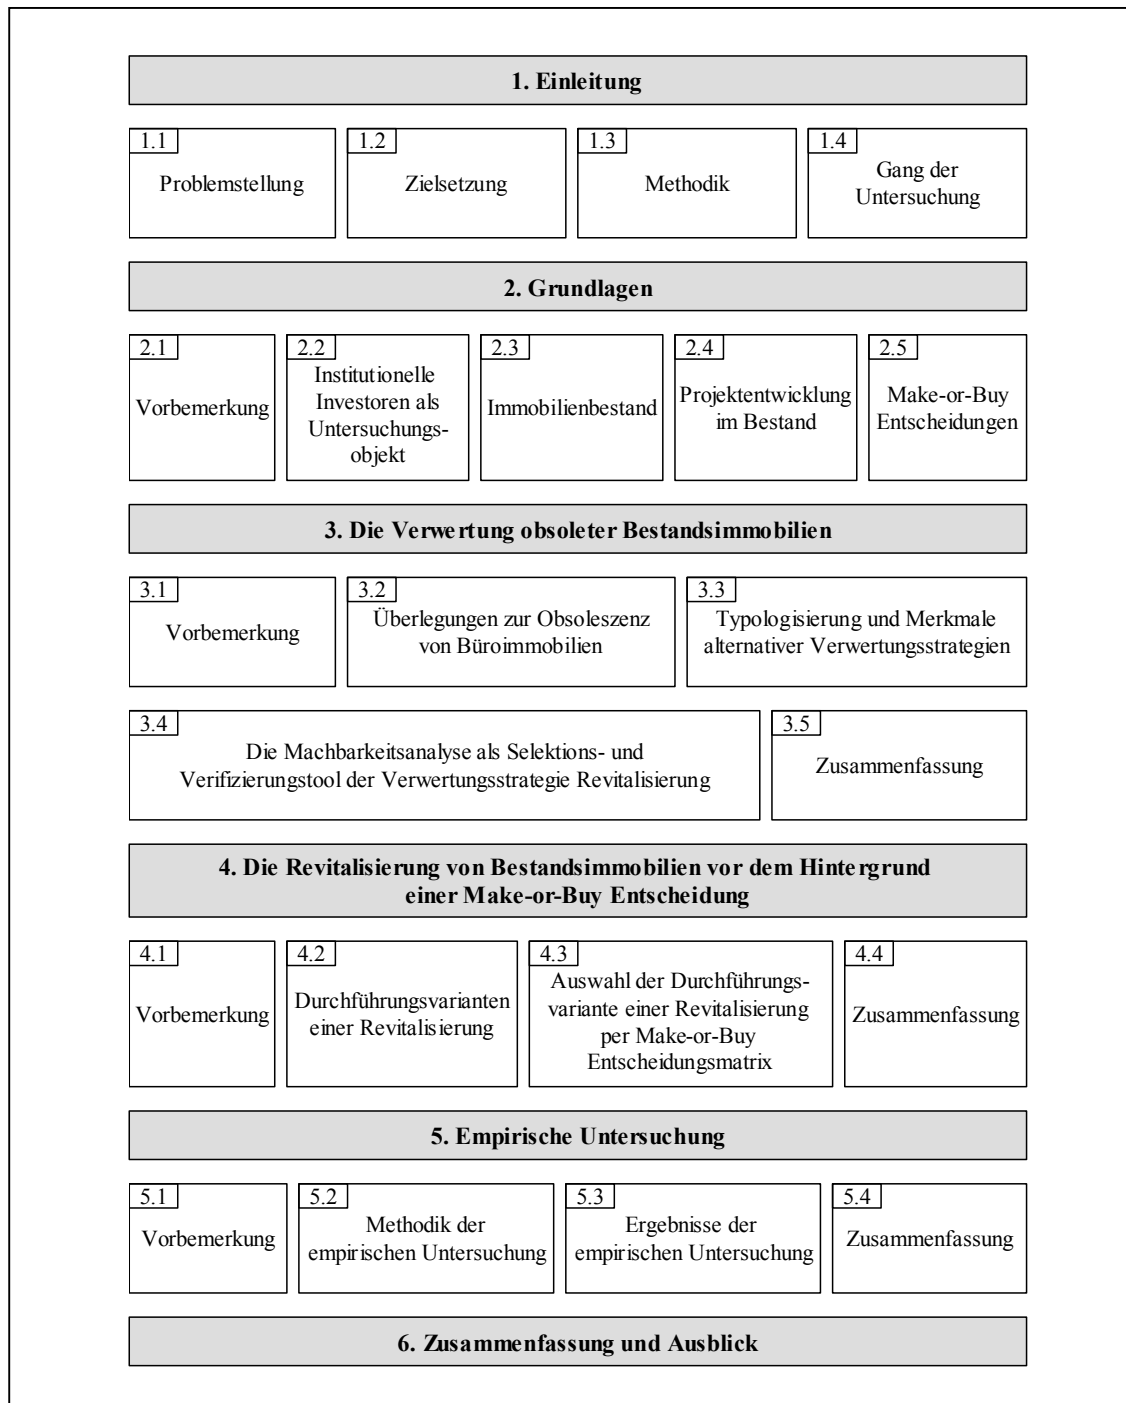 1. Einleitung
1.1
Problemstellung
1.2
Zielsetzung
1.3
Methodik
1.4
Gang der
Untersuchung
2. Grundlagen
2.1
Vorbemerkung
2.2
Institutionelle
Investoren als
Untersuchungs-
objekt
2.3
Immobilienbestand
2.4
Projektentwicklung
im Bestand
2.5
Make-or-Buy
Entscheidungen
3. Die Verwertung obsoleter Bestandsimmobilien
3.1
Vorbemerkung
3.2
Überlegungen zur Obsoleszenz
von Büroimmobilien
3.3
Typologisierung und Merkmale
alternativer Verwertungsstrategien
3.4
Die Machbarkeitsanalyse als Selektions- und
Verifizierungstool der Verwertungsstrategie Revitalisierung
3.5
Zusammenfassung
4. Die Revitalisierung von Bestandsimmobilien vor dem Hintergrund
einer Make-or-Buy Entscheidung
4.1
Vorbemerkung
4.2
Durchführungsvarianten
einer Revitalisierung
4.3
Auswahl der Durchführungs-
variante einer Revitalisierung
per Make-or-Buy
Entscheidungsmatrix
4.4
Zusammenfassung
5. Empirische Untersuchung
5.1
Vorbemerkung
5.2
Methodik der
empirischen Untersuchung
5.3
Ergebnisse der
empirischen Untersuchung
5.4
Zusammenfassung
6. Zusammenfassung und Ausblick